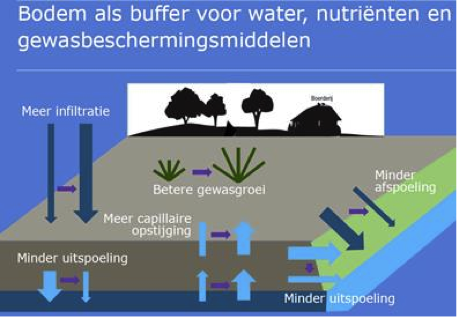 Bodem als buffer voor water, nutriënten en
gewasbeschermingsmiddelen
Boerderij
Meer infiltratie
Betere gewasgroei
Minder
afspoeling
Meer capillaire
opstijging
Minder uitspoeling
Minder uitspoeling